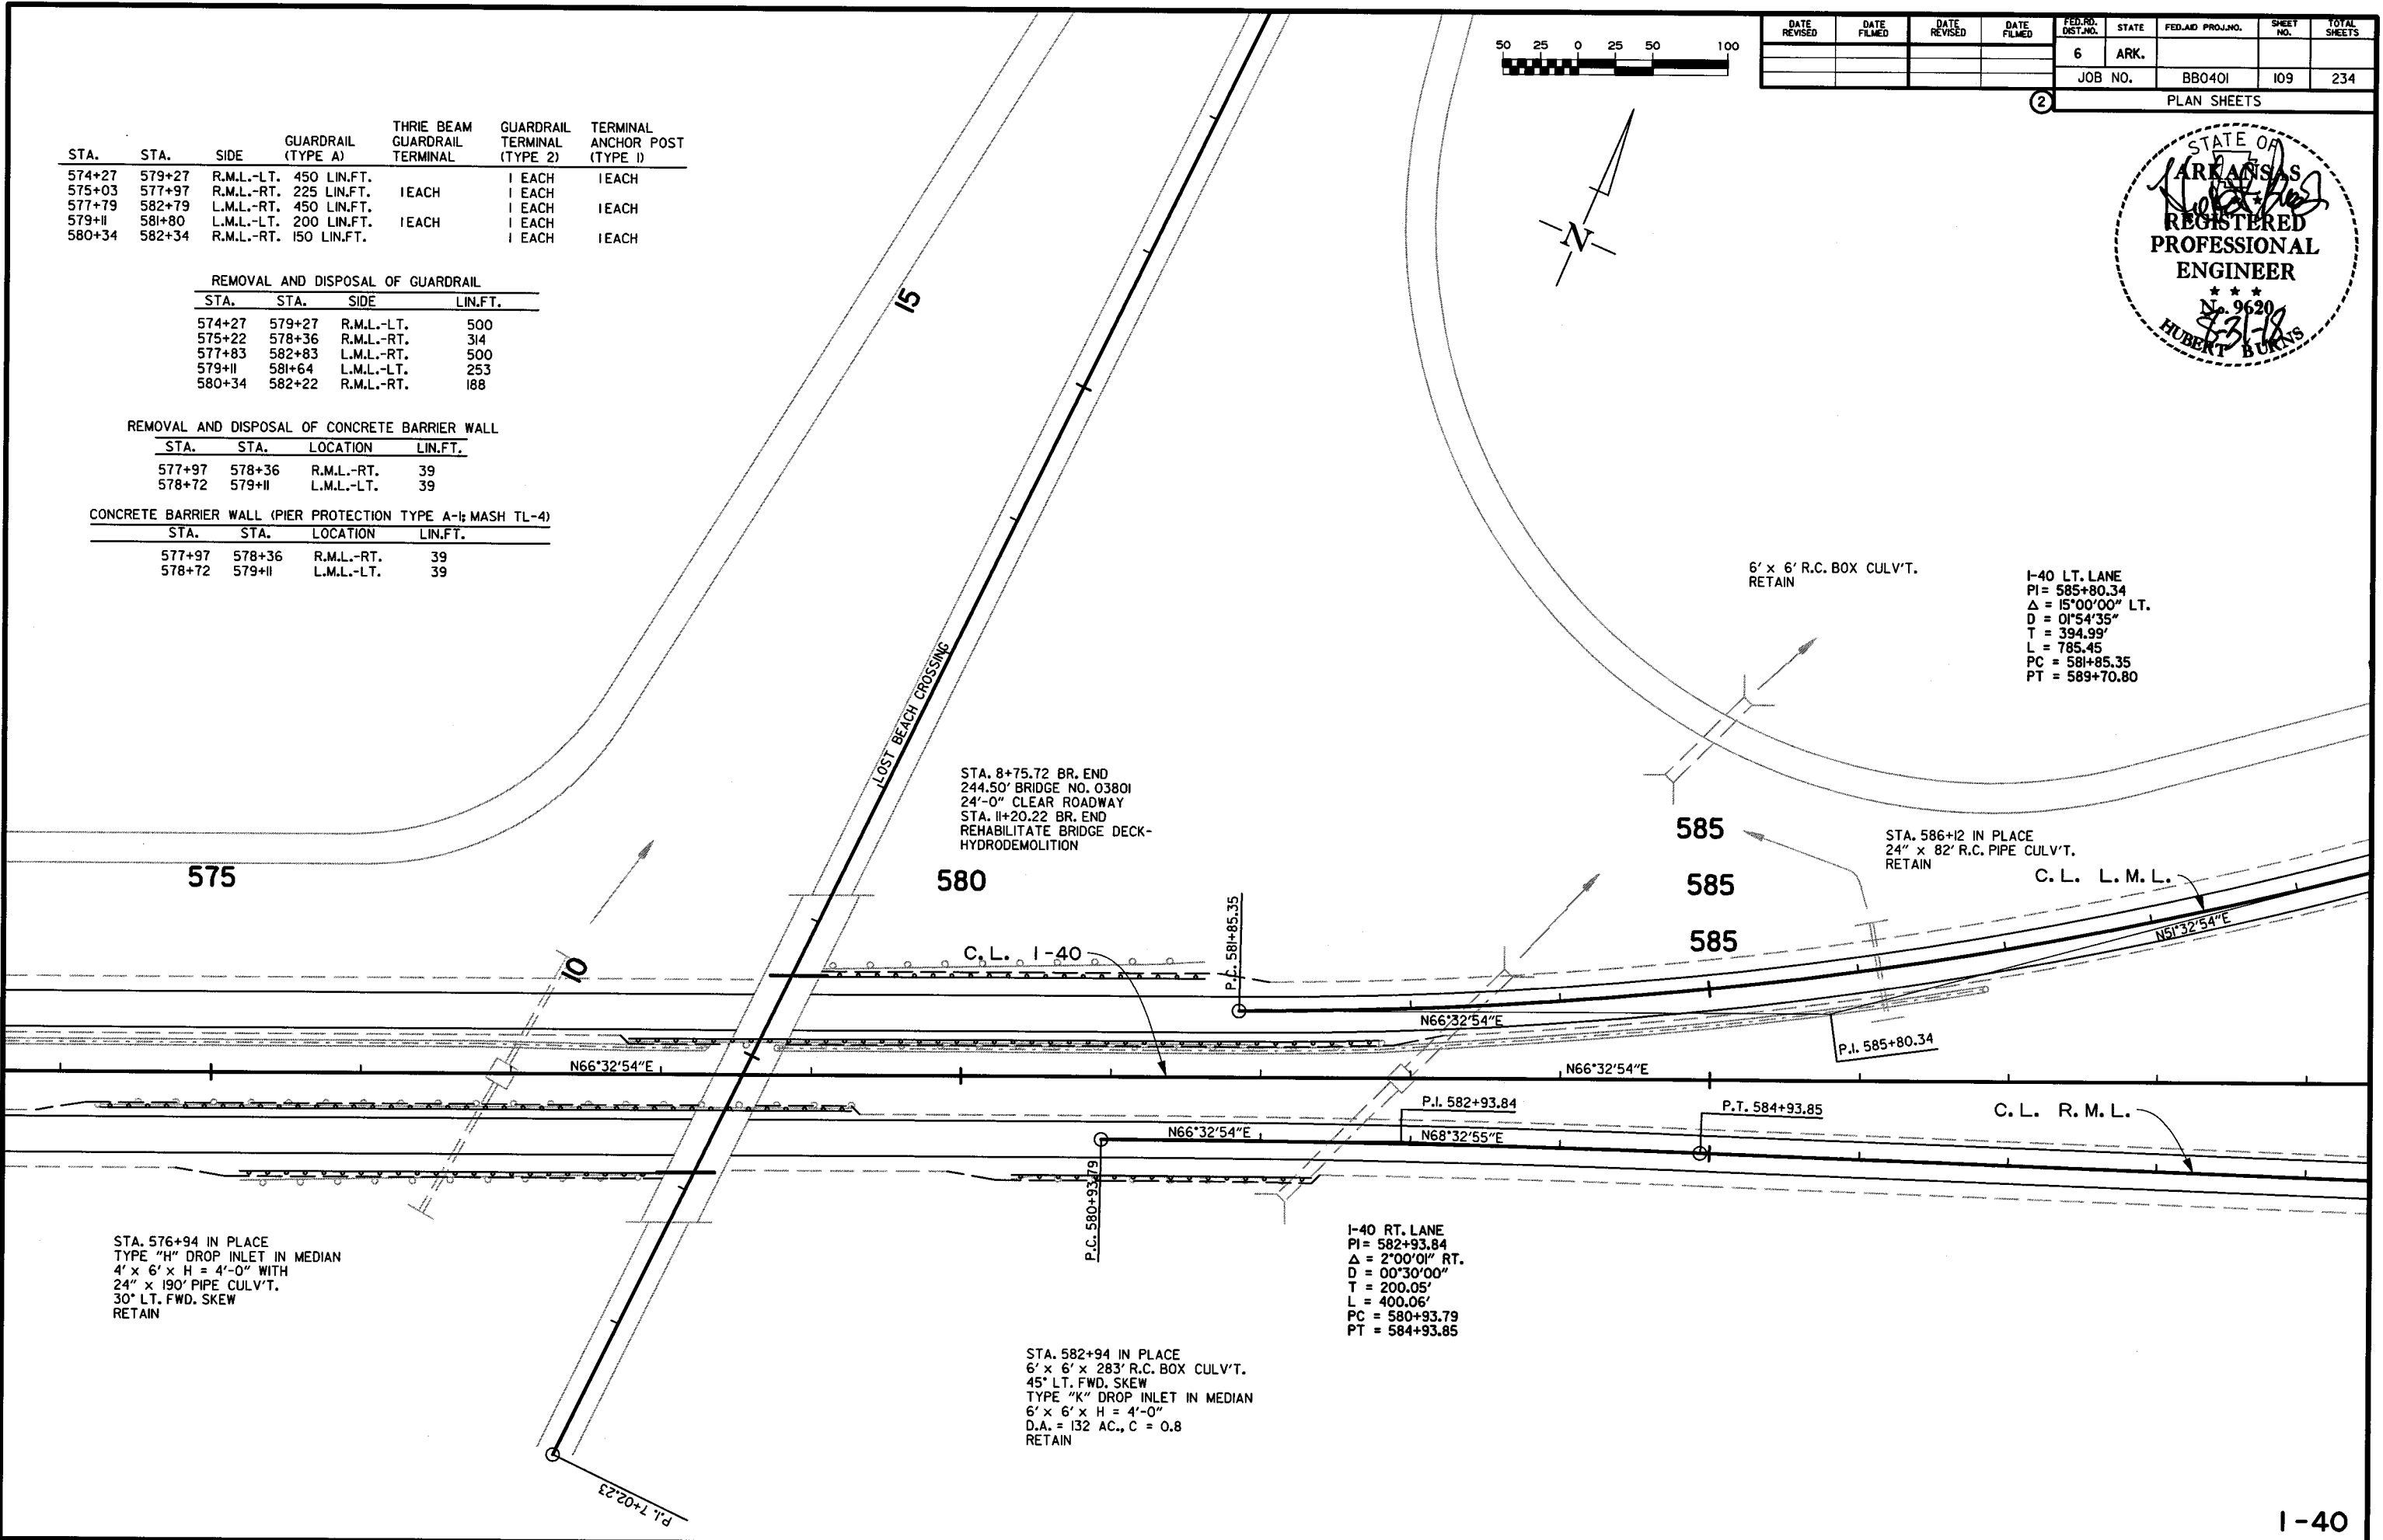 50 25 0 25 50 100
DATE REVISED DATE FILMED DATE REVISED DATE FILMED FED.RD. DIST.NO. STATE FED.AID PROJ.NO. SHEET NO. TOTAL SHEETS
6 ARK.
JOB NO. BB0401 109 234
2 PLAN SHEETS
STATE OF
ARKANSAS
REGISTERED
PROFESSIONAL
ENGINEER
No. 9620
8-31-18
HUBERT BURNS
STA. STA. SIDE GUARDRAIL (TYPE A) THRIE BEAM GUARDRAIL TERMINAL GUARDRAIL TERMINAL (TYPE 2) TERMINAL ANCHOR POST (TYPE 1)
574+27 579+27 R.M.L.-LT. 450 LIN.FT. 1 EACH 1 EACH
575+03 577+97 R.M.L.-RT. 225 LIN.FT. 1 EACH 1 EACH
577+79 582+79 L.M.L.-RT. 450 LIN.FT. 1 EACH 1 EACH
579+11 581+80 L.M.L.-LT. 200 LIN.FT. 1 EACH 1 EACH
580+34 582+34 R.M.L.-RT. 150 LIN.FT. 1 EACH 1 EACH
REMOVAL AND DISPOSAL OF GUARDRAIL
STA. STA. SIDE LIN.FT.
574+27 579+27 R.M.L.-LT. 500
575+22 578+36 R.M.L.-RT. 314
577+83 582+83 L.M.L.-RT. 500
579+11 581+64 L.M.L.-LT. 253
580+34 582+22 R.M.L.-RT. 188
REMOVAL AND DISPOSAL OF CONCRETE BARRIER WALL
STA. STA. LOCATION LIN.FT.
577+97 578+36 R.M.L.-RT. 39
578+72 579+11 L.M.L.-LT. 39
CONCRETE BARRIER WALL (PIER PROTECTION TYPE A-1; MASH TL-4)
STA. STA. LOCATION LIN.FT.
577+97 578+36 R.M.L.-RT. 39
578+72 579+11 L.M.L.-LT. 39
15
N
LOST BEACH CROSSING
6' x 6' R.C. BOX CULV'T.
RETAIN
I-40 LT. LANE
PI= 585+80.34
Δ = 15°00'00" LT.
D = 01°54'35"
T = 394.99'
L = 785.45
PC = 581+85.35
PT = 589+70.80
STA. 8+75.72 BR. END
244.50' BRIDGE NO. 03801
24'-0" CLEAR ROADWAY
STA. 11+20.22 BR. END
REHABILITATE BRIDGE DECK-
HYDRODEMOLITION
575
580
585
585
585
STA. 586+12 IN PLACE
24" x 82' R.C. PIPE CULV'T.
RETAIN
C.L. L.M.L.
N51°32'54"E
10
C.L. I-40
P.C. 581+85.35
N66°32'54"E
P.I. 585+80.34
N66°32'54"E
N66°32'54"E
P.I. 582+93.84
P.T. 584+93.85
C.L. R.M.L.
N66°32'54"E
N68°32'55"E
P.C. 580+93.79
STA. 576+94 IN PLACE
TYPE "H" DROP INLET IN MEDIAN
4' x 6' x H = 4'-0" WITH
24" x 190' PIPE CULV'T.
30° LT. FWD. SKEW
RETAIN
I-40 RT. LANE
PI= 582+93.84
Δ = 2°00'01" RT.
D = 00°30'00"
T = 200.05'
L = 400.06'
PC = 580+93.79
PT = 584+93.85
STA. 582+94 IN PLACE
6' x 6' x 283' R.C. BOX CULV'T.
45° LT. FWD. SKEW
TYPE "K" DROP INLET IN MEDIAN
6' x 6' x H = 4'-0"
D.A. = 132 AC., C = 0.8
RETAIN
P.I. 7+02.23
I-40